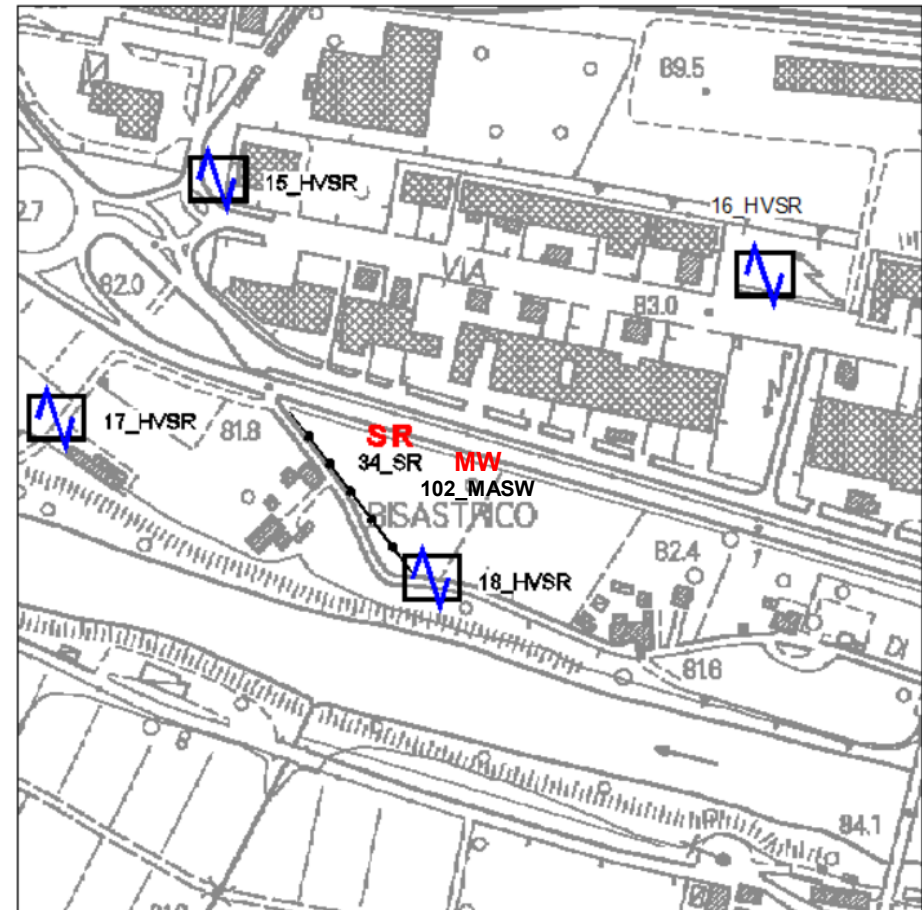 89.5
15_HVSR
16_HVSR
2.7
VIA
82.0
83.0
17_HVSR
81.8
SR
34_SR
MW
102_MASW
BISASTRICO
82.4
18_HVSR
DI
81.6
84.1